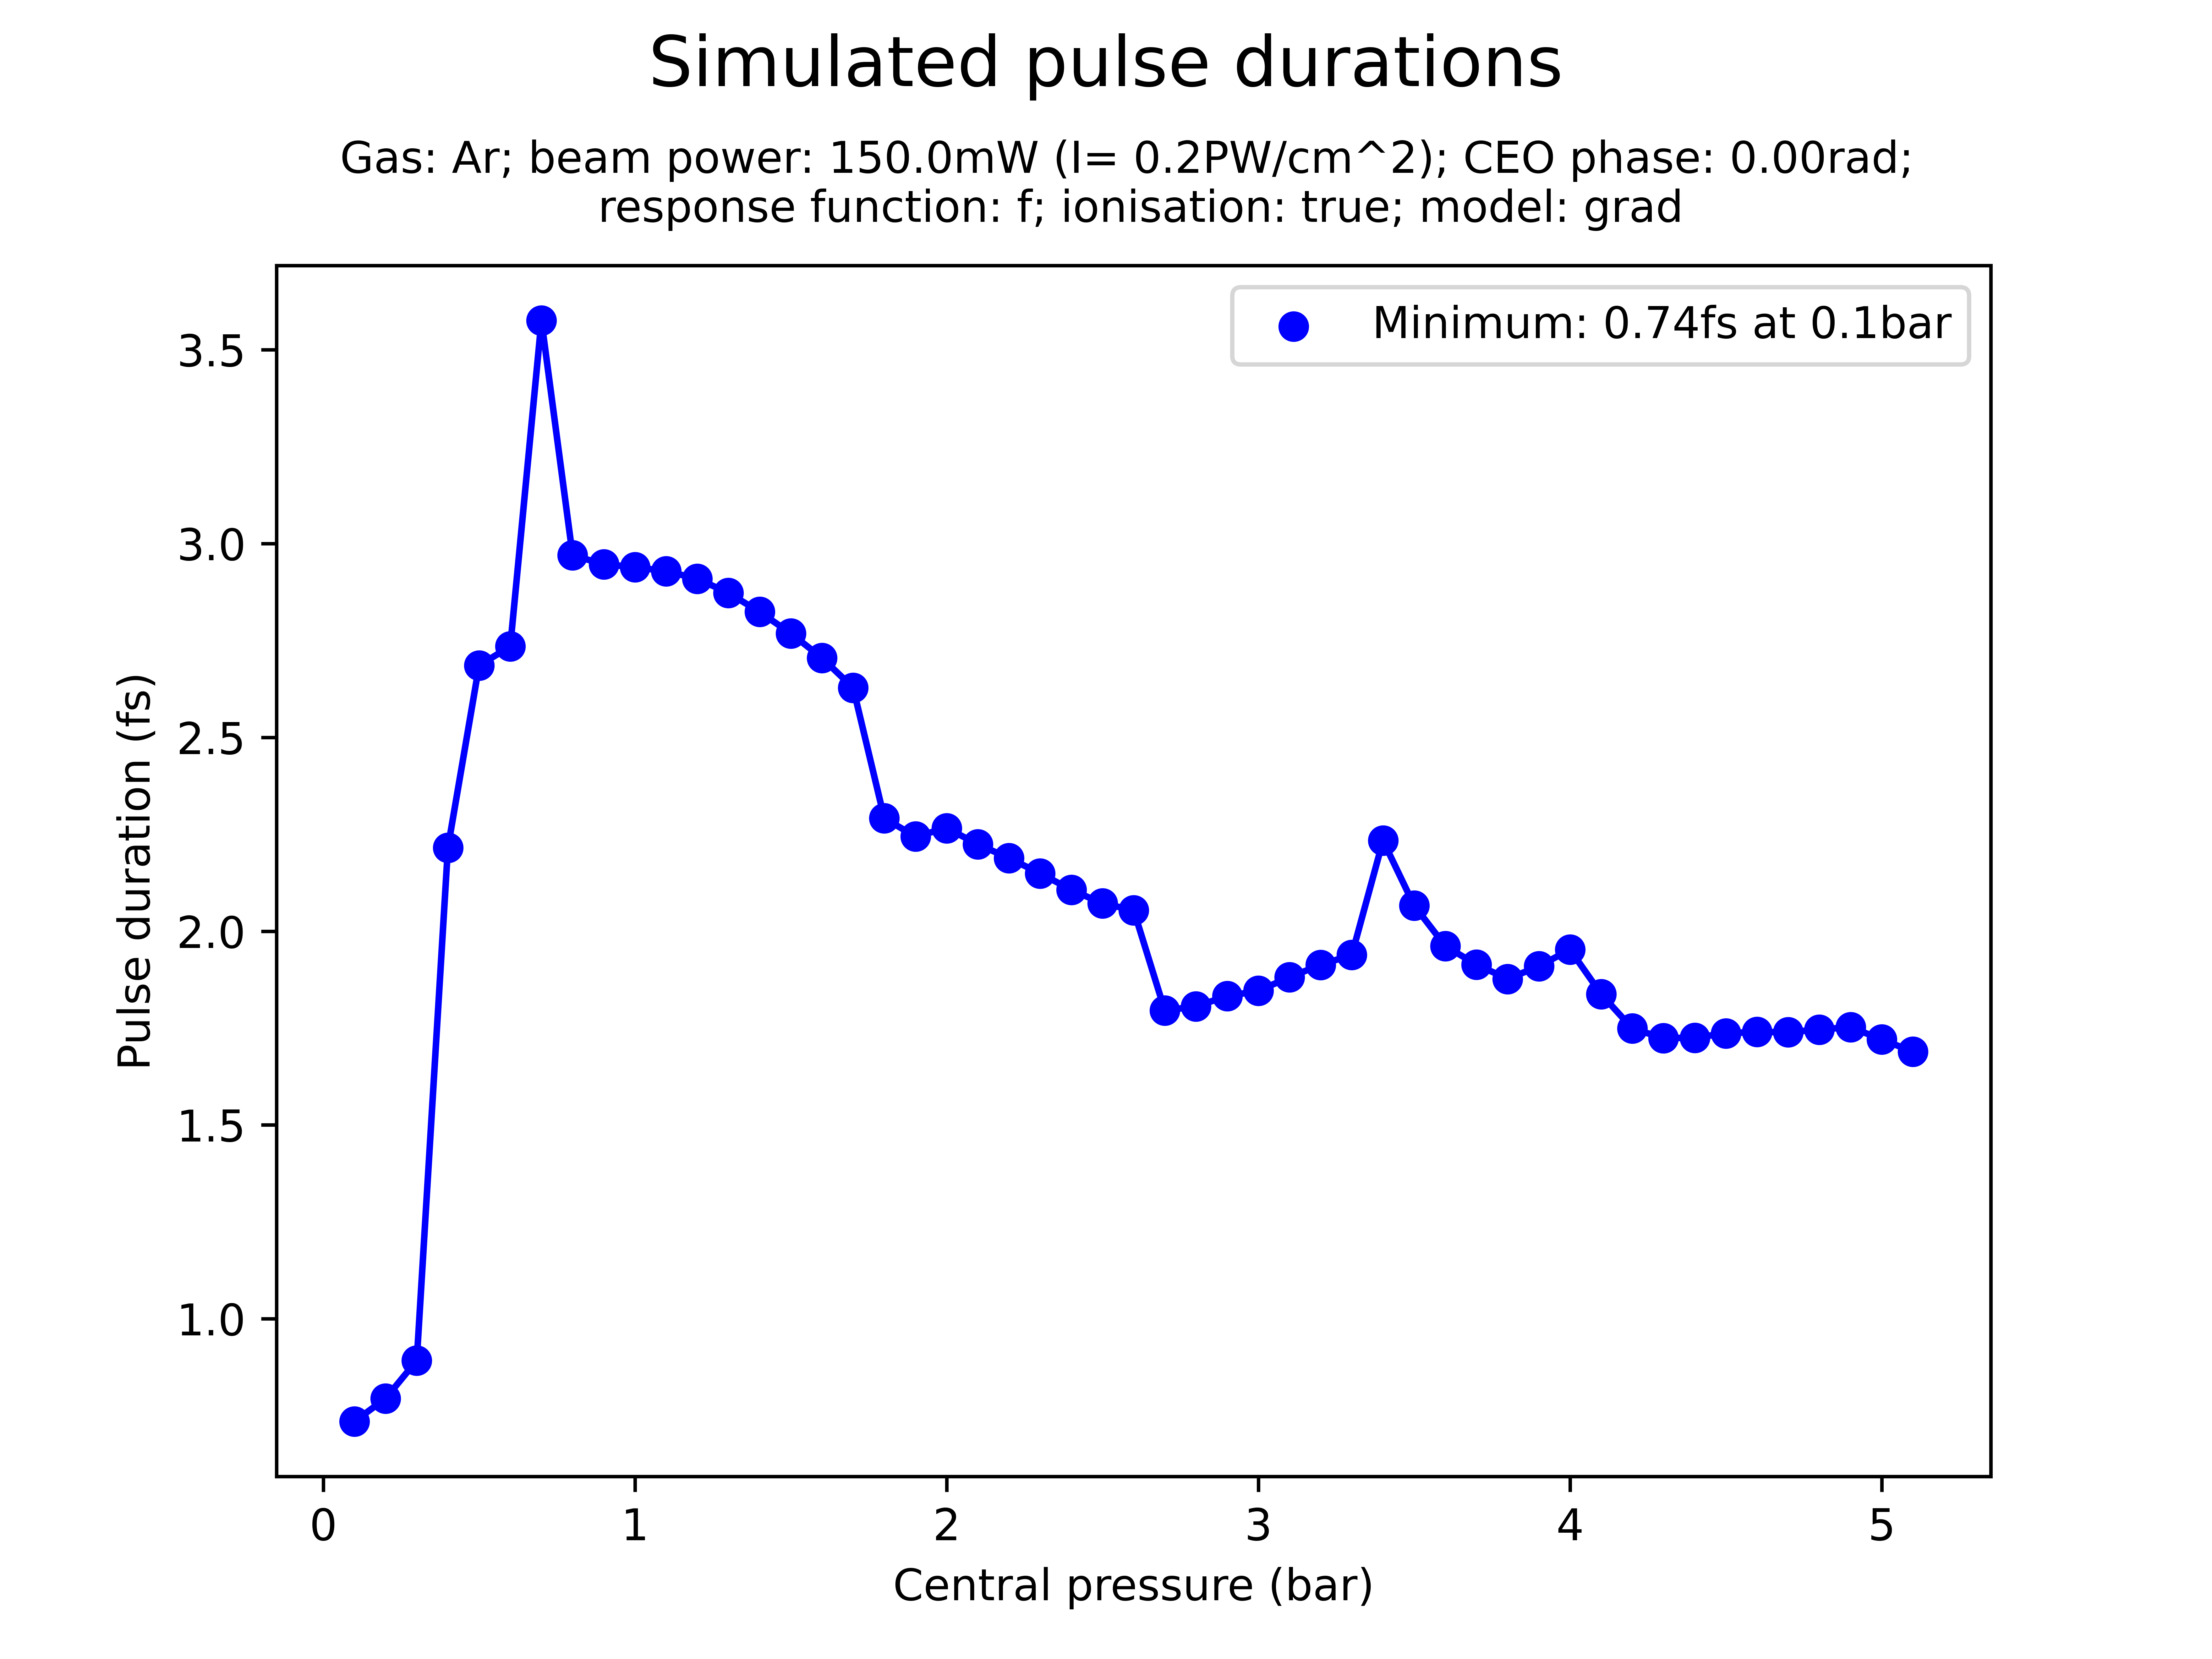 Simulated pulse durations
Gas: Ar; beam power: 150.0mW (I= 0.2PW/cm^2); CEO phase: 0.00rad;
response function: f; ionisation: true; model: grad
Minimum: 0.74fs at 0.1bar
Pulse duration (fs)
3.5
3.0
2.5
2.0
1.5
1.0
0 1 2 3 4 5
Central pressure (bar)